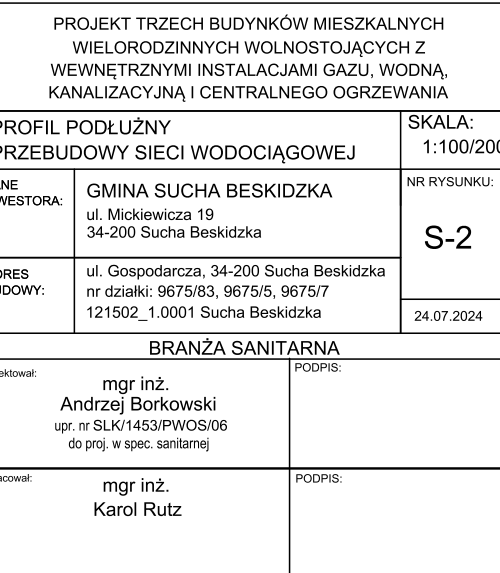 PROJEKT TRZECH BUDYNKÓW MIESZKALNYCH
WIELORODZINNYCH WOLNOSTOJĄCYCH Z
WEWNĘTRZNYMI INSTALACJAMI GAZU, WODNĄ,
KANALIZACYJNĄ I CENTRALNEGO OGRZEWANIA
PROFIL PODŁUŻNY
PRZEBUDOWY SIECI WODOCIĄGOWEJ
SKALA:
1:100/200
ANE
WESTORA:
GMINA SUCHA BESKIDZKA
ul. Mickiewicza 19
34-200 Sucha Beskidzka
NR RYSUNKU:
S-2
DRES
UDOWY:
ul. Gospodarcza, 34-200 Sucha Beskidzka
nr działki: 9675/83, 9675/5, 9675/7
121502_1.0001 Sucha Beskidzka
24.07.2024
BRANŻA SANITARNA
ektował:
mgr inż.
Andrzej Borkowski
upr. nr SLK/1453/PWOS/06
do proj. w spec. sanitarnej
PODPIS:
acował:
mgr inż.
Karol Rutz
PODPIS: